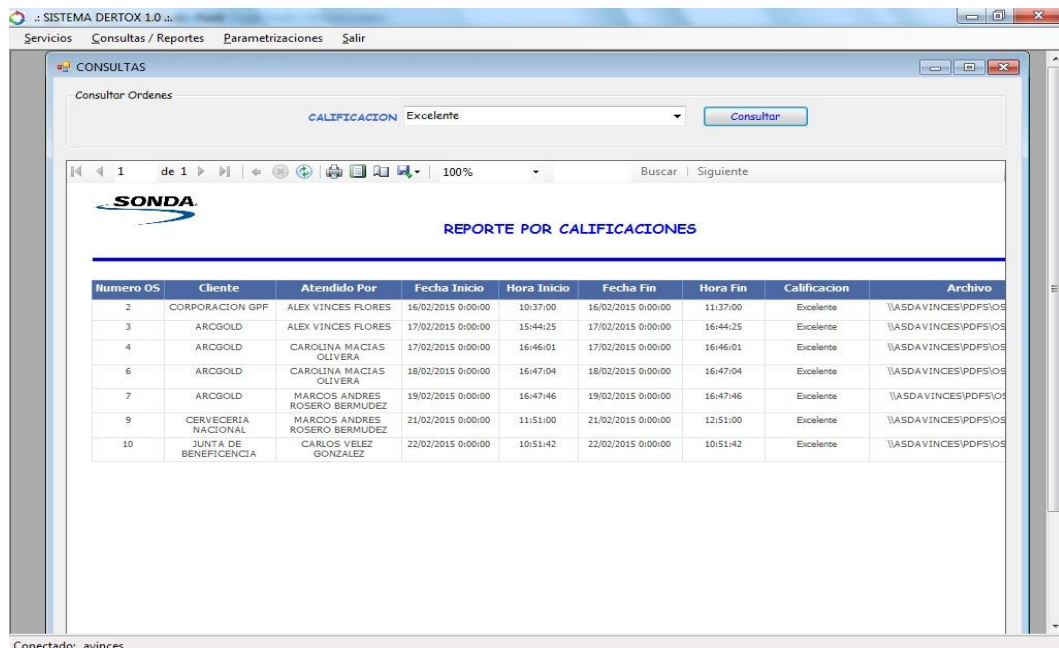 .: SISTEMA DERTOX 1.0 .:.
Servicios Consultas / Reportes Parametrizaciones Salir
CONSULTAS
Consultar Ordenes
CALIFICACION Excelente Consultar
1 de 1 100% Buscar | Siguiente
SONDA
REPORTE POR CALIFICACIONES
Numero OS Cliente Atendido Por Fecha Inicio Hora Inicio Fecha Fin Hora Fin Calificacion Archivo
2 CORPORACION GPF ALEX VINCES FLORES 16/02/2015 0:00:00 10:37:00 16/02/2015 0:00:00 11:37:00 Excelente \\ASDAVINCES\PDFS\OS
3 ARCGOLD ALEX VINCES FLORES 17/02/2015 0:00:00 15:44:25 17/02/2015 0:00:00 16:44:25 Excelente \\ASDAVINCES\PDFS\OS
4 ARCGOLD CAROLINA MACIAS 17/02/2015 0:00:00 16:46:01 17/02/2015 0:00:00 16:46:01 Excelente \\ASDAVINCES\PDFS\OS
OLIVERA
6 ARCGOLD CAROLINA MACIAS 18/02/2015 0:00:00 16:47:04 18/02/2015 0:00:00 16:47:04 Excelente \\ASDAVINCES\PDFS\OS
OLIVERA
7 ARCGOLD MARCOS ANDRES 19/02/2015 0:00:00 16:47:46 19/02/2015 0:00:00 16:47:46 Excelente \\ASDAVINCES\PDFS\OS
ROSERO BERMUDEZ
9 CERVECERIA MARCOS ANDRES 21/02/2015 0:00:00 11:51:00 21/02/2015 0:00:00 12:51:00 Excelente \\ASDAVINCES\PDFS\OS
NACIONAL ROSERO BERMUDEZ
10 JUNTA DE CARLOS VELEZ 22/02/2015 0:00:00 10:51:42 22/02/2015 0:00:00 10:51:42 Excelente \\ASDAVINCES\PDFS\OS
BENEFICENCIA GONZALEZ
Conectado: avinces